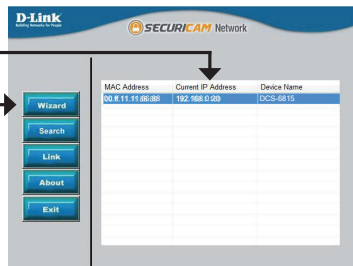 D-Link
Building Networks for People
SECURICAM Network
MAC Address Current IP Address Device Name
192.168.0.20 DCS-6815
Wizard
Search
Link
About
Exit